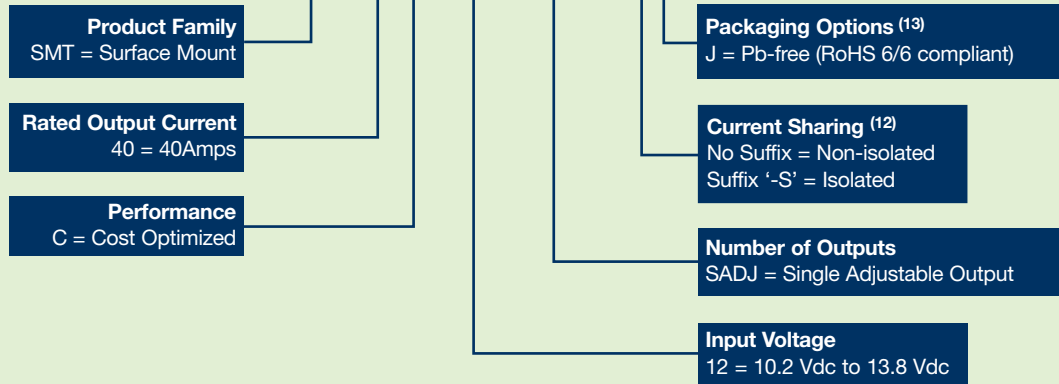 Product Family
SMT = Surface Mount
Rated Output Current
40 = 40Amps
Performance
C = Cost Optimized
Packaging Options (13)
J = Pb-free (RoHS 6/6 compliant)
Current Sharing (12)
No Suffix = Non-isolated
Suffix ‘-S’ = Isolated
Number of Outputs
SADJ = Single Adjustable Output
Input Voltage
12 = 10.2 Vdc to 13.8 Vdc